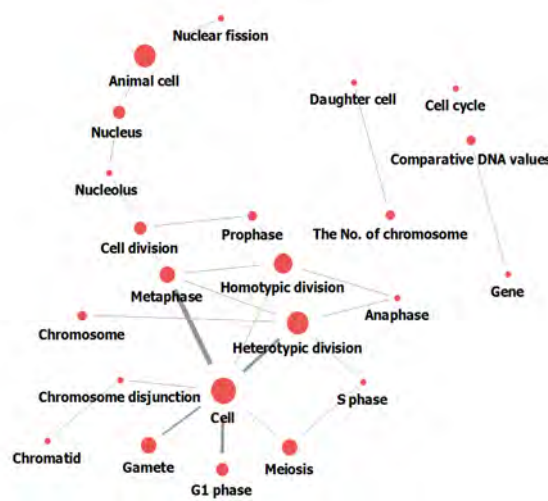 Nuclear fission
Animal cell
Daughter cell
Cell cycle
Nucleus
Comparative DNA values
Nucleolus
Prophase
Cell division
The No. of chromosome
Homotypic division
Metaphase
Gene
Anaphase
Chromosome
Heterotypic division
Chromosome disjunction
S phase
Cell
Chromatid
Gamete
Meiosis
G1 phase